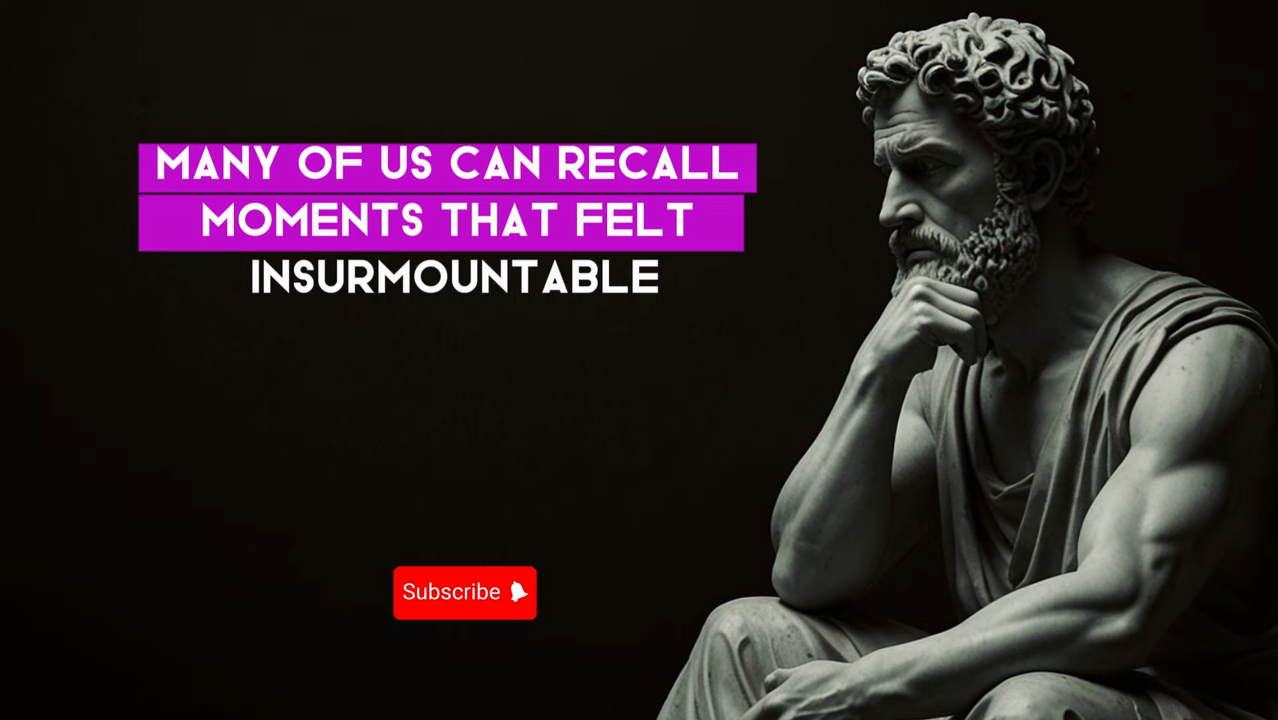 MANY OF US CAN RECALL
MOMENTS THAT FELT
INSURMOUNTABLE
Subscribe